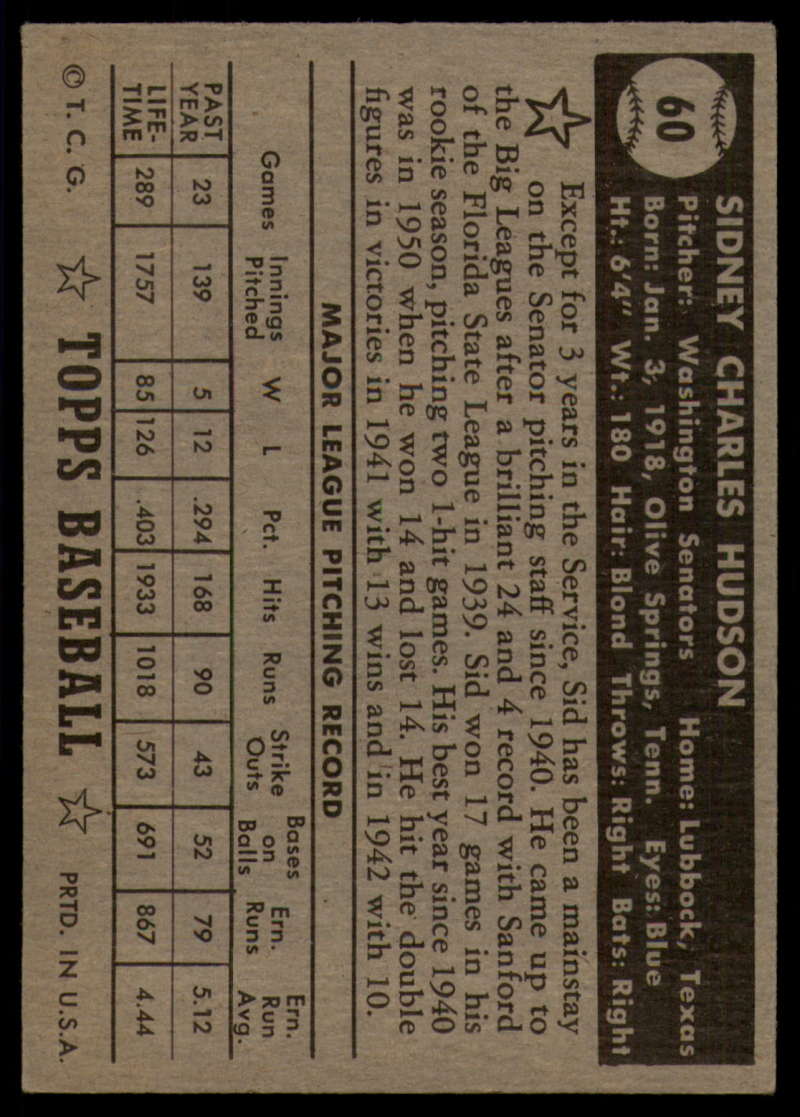 60
SIDNEY CHARLES HUDSON
Pitcher: Washington Senators Home: Lubbock, Texas
Born: Jan. 3, 1918, Olive Springs, Tenn. Eyes: Blue
Ht.: 6'4" Wt.: 180 Hair: Blond Throws: Right Bats: Right
Except for 3 years in the Service, Sid has been a mainstay
on the Senator pitching staff since 1940. He came up to
the Big Leagues after a brilliant 24 and 4 record with Sanford
of the Florida State League in 1939. Sid won 17 games in his
rookie season, pitching two 1-hit games. His best year since 1940
was in 1950 when he won 14 and lost 14. He hit the double
figures in victories in 1941 with 13 wins and in 1942 with 10.
MAJOR LEAGUE PITCHING RECORD
Games Innings Pitched W L Pct. Hits Runs Strike Outs Bases on Balls Ern. Runs Ern. Run Avg.
PAST YEAR 23 139 5 12 .294 168 90 43 52 79 5.12
LIFE-TIME 289 1757 85 126 .403 1933 1018 573 691 867 4.44
© T. C. G. ☆ TOPPS BASEBALL ☆ PRTD. IN U.S.A.